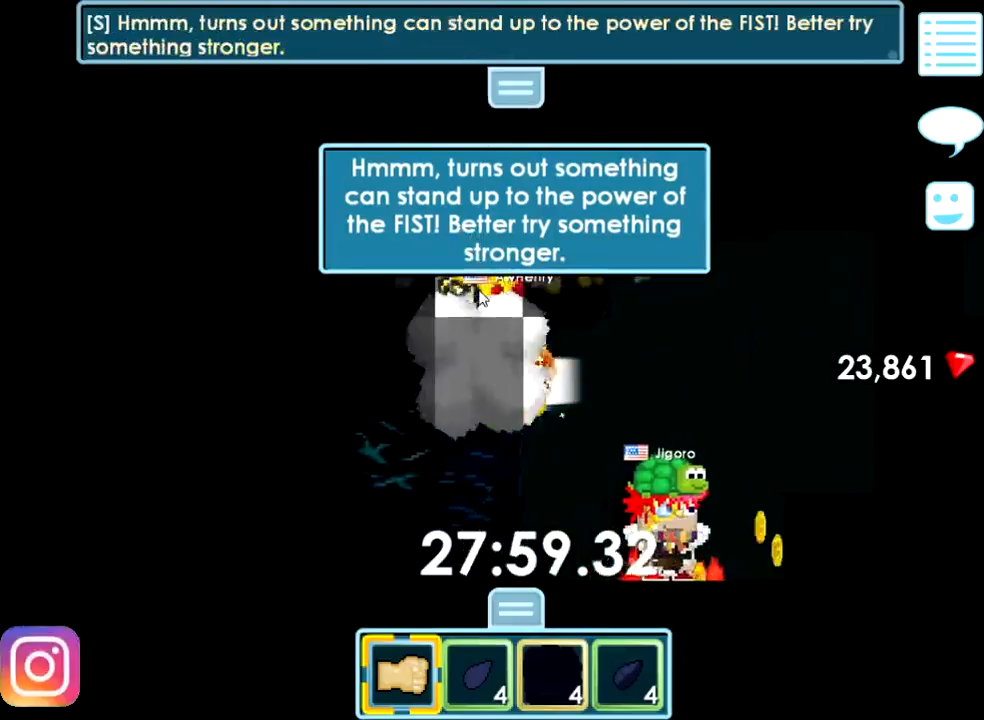 [S] Hmmm, turns out something can stand up to the power of the FIST! Better try
something stronger.
Hmmm, turns out something
can stand up to the power of
the FIST! Better try something
stronger.
AwHenry
23,861
Jigoro
27:59.32
4
4
4